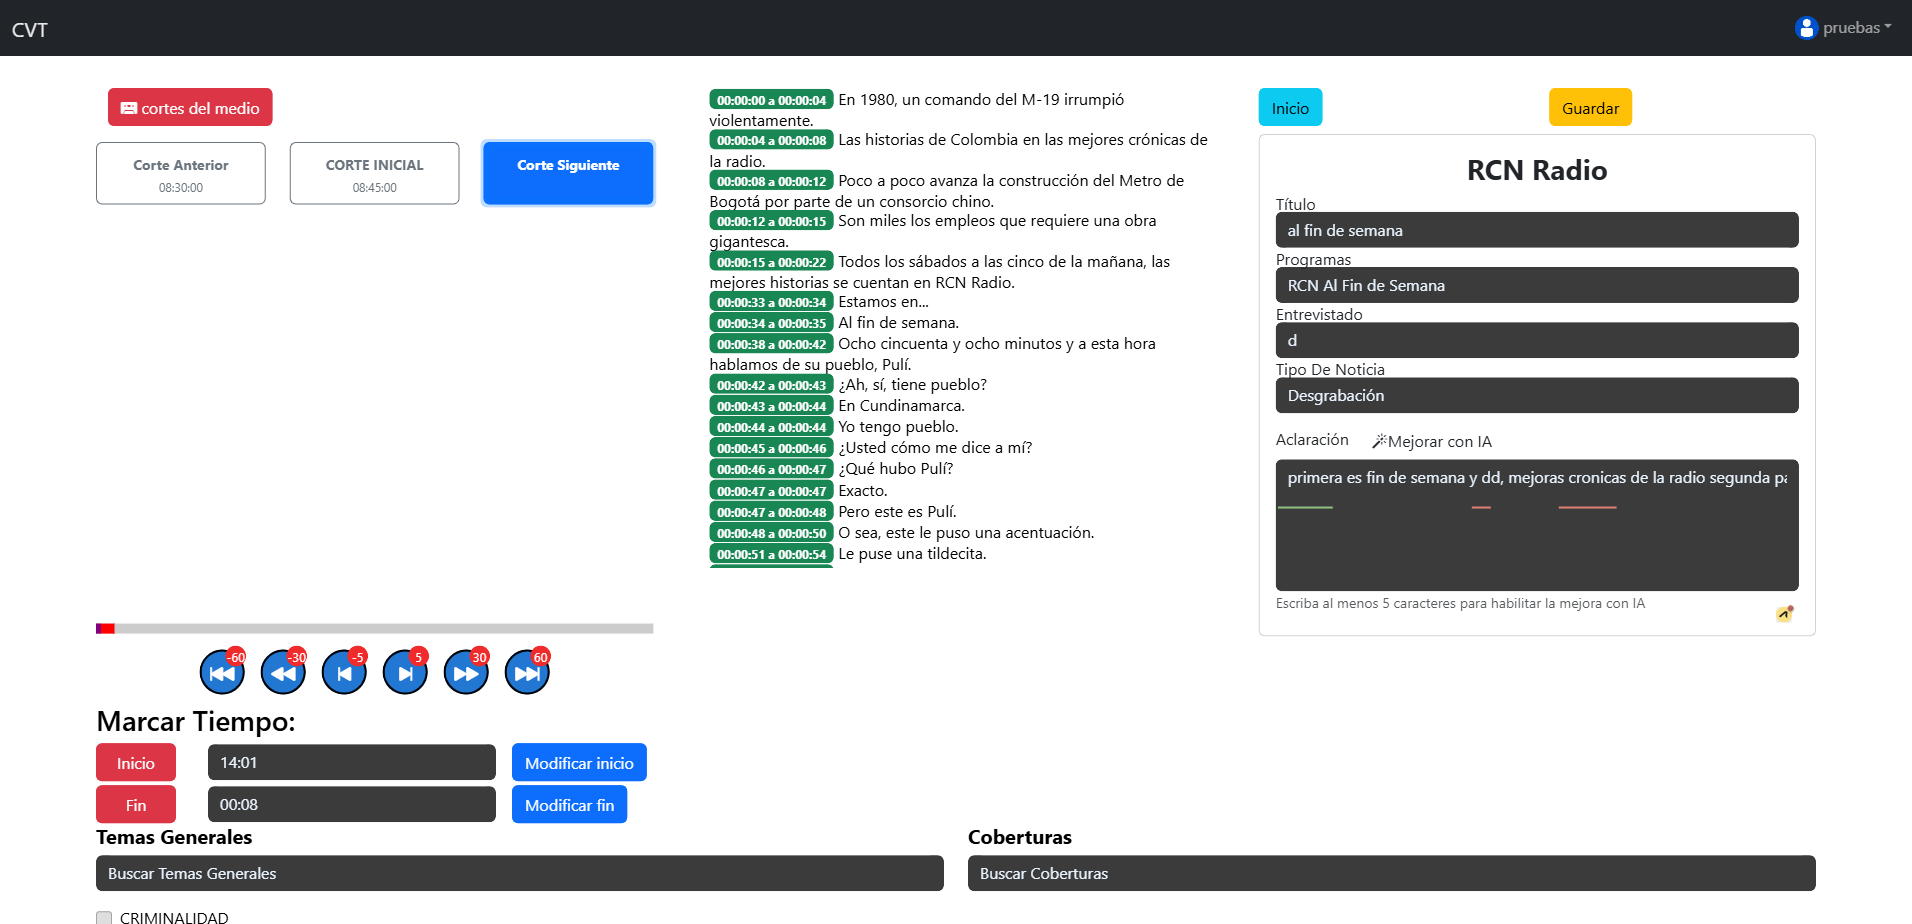 CVT
pruebas
cortes del medio
Corte Anterior
08:30:00
CORTE INICIAL
08:45:00
Corte Siguiente
-60
-30
-5
5
30
60
Marcar Tiempo:
Inicio
14:01
Modificar inicio
Fin
00:08
Modificar fin
00:00:00 a 00:00:04 En 1980, un comando del M-19 irrumpió
violentamente.
00:00:04 a 00:00:08 Las historias de Colombia en las mejores crónicas de
la radio.
00:00:08 a 00:00:12 Poco a poco avanza la construcción del Metro de
Bogotá por parte de un consorcio chino.
00:00:12 a 00:00:15 Son miles los empleos que requiere una obra
gigantesca.
00:00:15 a 00:00:22 Todos los sábados a las cinco de la mañana, las
mejores historias se cuentan en RCN Radio.
00:00:33 a 00:00:34 Estamos en...
00:00:34 a 00:00:35 Al fin de semana.
00:00:38 a 00:00:42 Ocho cincuenta y ocho minutos y a esta hora
hablamos de su pueblo, Pulí.
00:00:42 a 00:00:43 ¿Ah, sí, tiene pueblo?
00:00:43 a 00:00:44 En Cundinamarca.
00:00:44 a 00:00:44 Yo tengo pueblo.
00:00:45 a 00:00:46 ¿Usted cómo me dice a mí?
00:00:46 a 00:00:47 ¿Qué hubo Pulí?
00:00:47 a 00:00:47 Exacto.
00:00:47 a 00:00:48 Pero este es Pulí.
00:00:48 a 00:00:50 O sea, este le puso una acentuación.
00:00:51 a 00:00:54 Le puse una tildecita.
Inicio
Guardar
RCN Radio
Título
al fin de semana
Programas
RCN Al Fin de Semana
Entrevistado
d
Tipo De Noticia
Desgrabación
Aclaración
Mejorar con IA
primera es fin de semana y dd, mejoras cronicas de la radio segunda pa
Escriba al menos 5 caracteres para habilitar la mejora con IA
Temas Generales
Buscar Temas Generales
CRIMINALIDAD
Coberturas
Buscar Coberturas